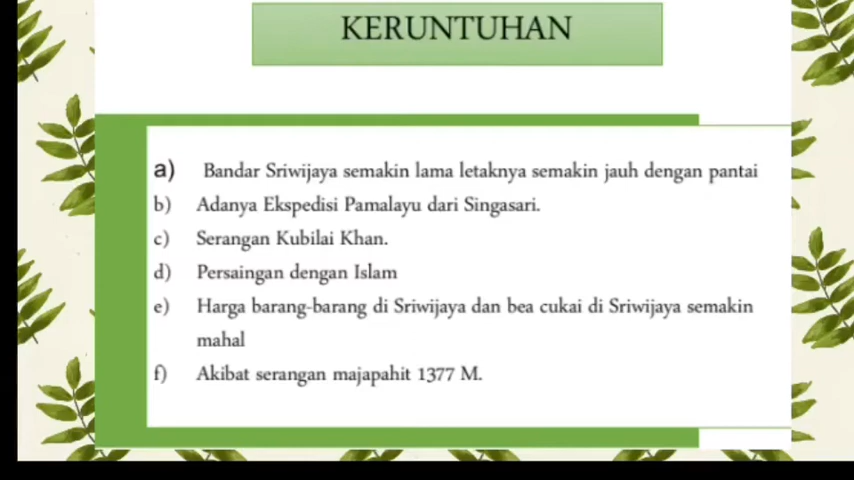 KERUNTUHAN
a) Bandar Sriwijaya semakin lama letaknya semakin jauh dengan pantai
b) Adanya Ekspedisi Pamalayu dari Singasari.
c) Serangan Kubilai Khan.
d) Persaingan dengan Islam
e) Harga barang-barang di Sriwijaya dan bea cukai di Sriwijaya semakin
mahal
f) Akibat serangan majapahit 1377 M.